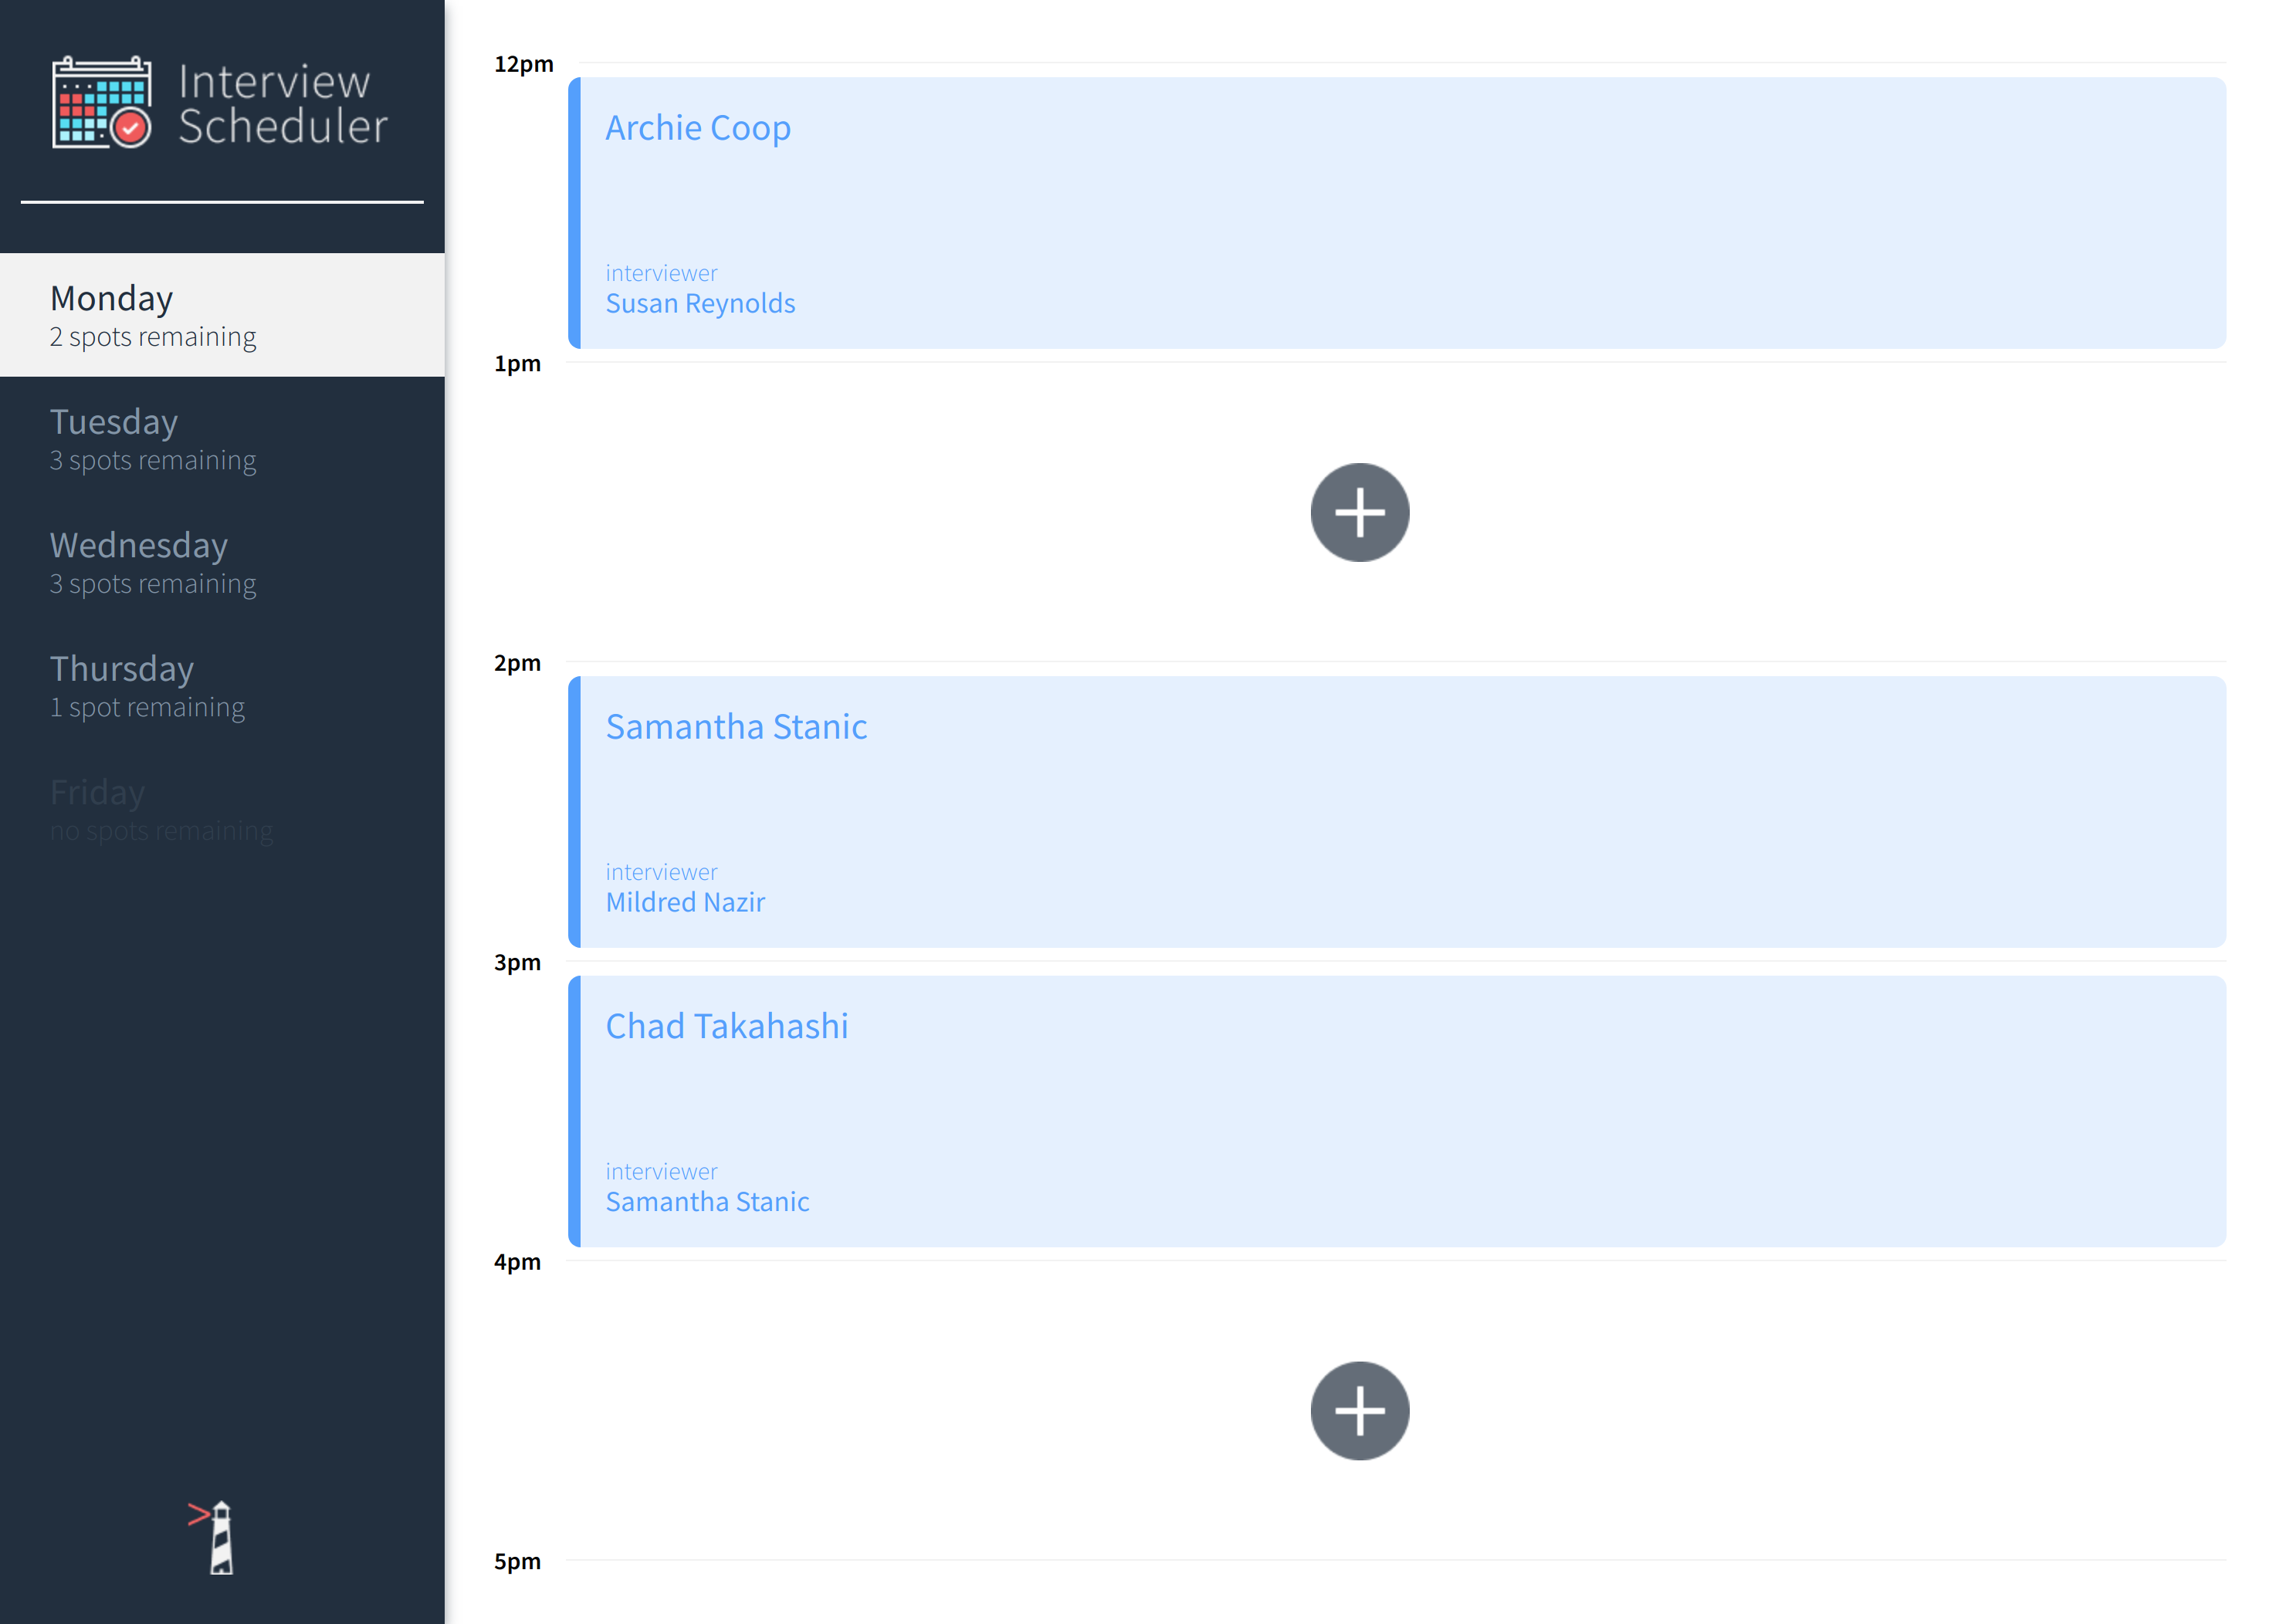 Interview
Scheduler
Monday
2 spots remaining
Tuesday
3 spots remaining
Wednesday
3 spots remaining
Thursday
1 spot remaining
Friday
no spots remaining
12pm
Archie Coop
interviewer
Susan Reynolds
1pm
2pm
Samantha Stanic
interviewer
Mildred Nazir
3pm
Chad Takahashi
interviewer
Samantha Stanic
4pm
5pm